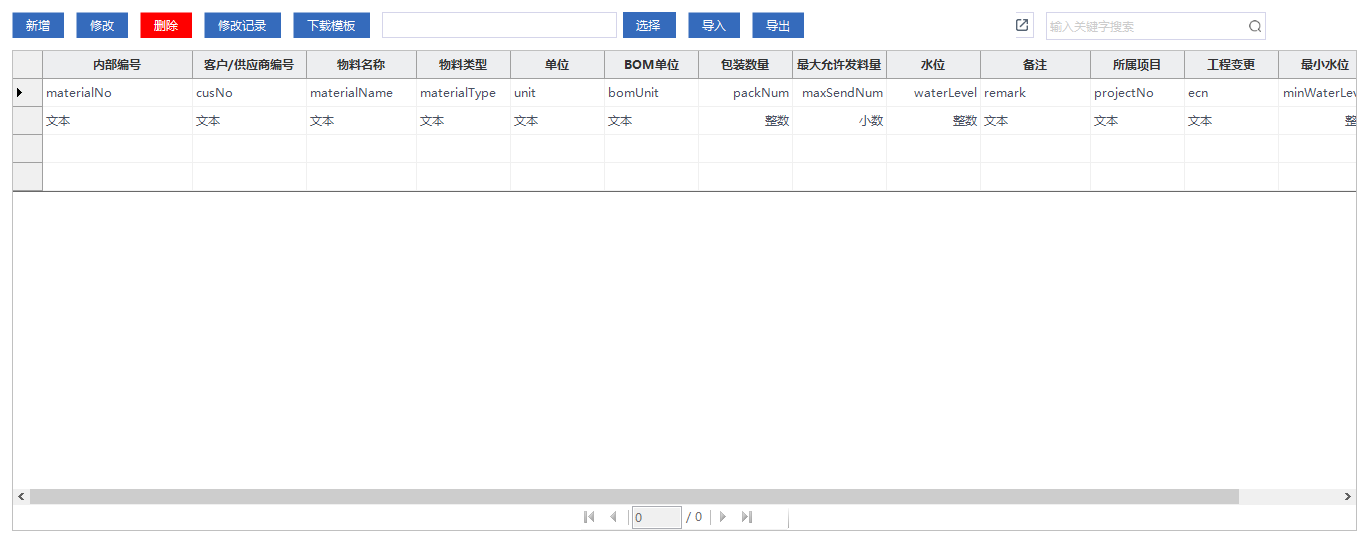 新增 修改 删除 修改记录 下载模板 选择 导入 导出 输入关键字搜索
内部编号 客户/供应商编号 物料名称 物料类型 单位 BOM单位 包装数量 最大允许发料量 水位 备注 所属项目 工程变更 最小水位
materialNo cusNo materialName materialType unit bomUnit packNum maxSendNum waterLevel remark projectNo ecn minWaterLev
文本 文本 文本 文本 文本 文本 整数 小数 整数 文本 文本 文本 整
0 / 0